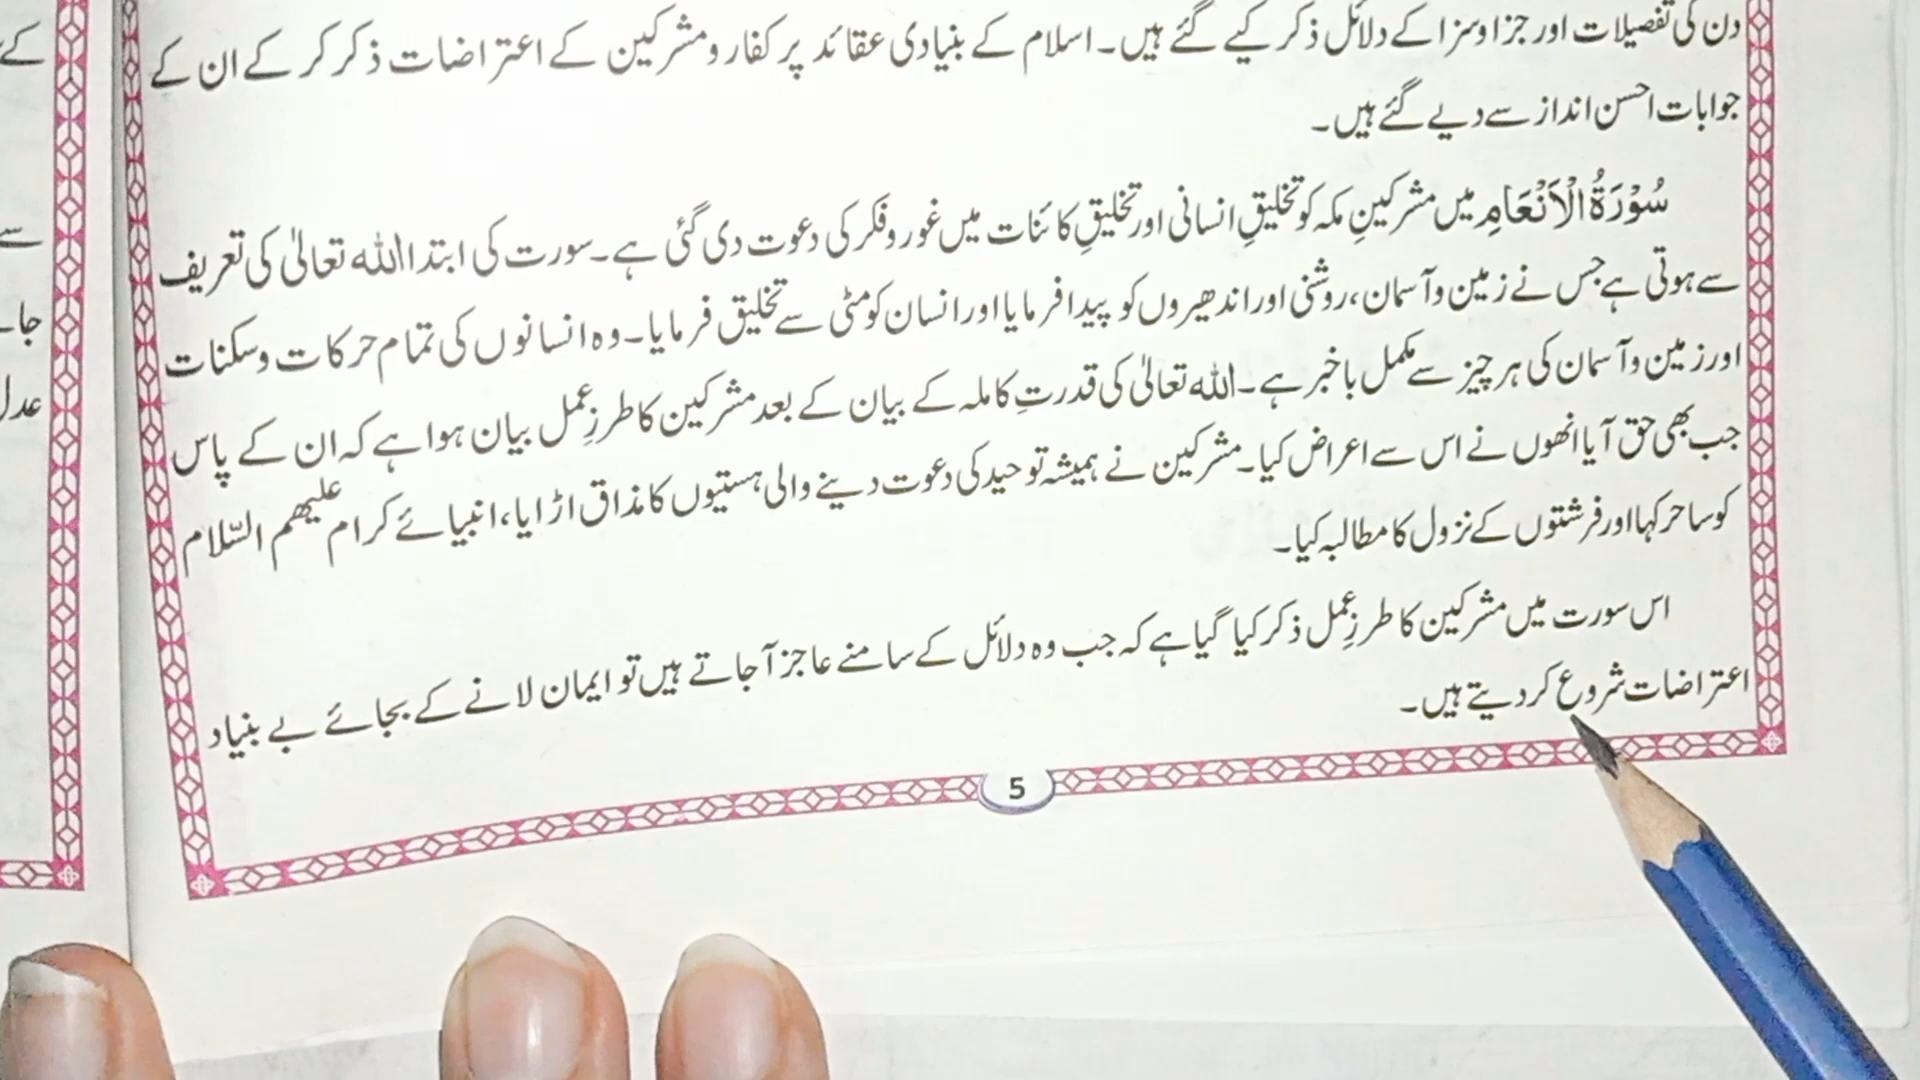 دن کی تفصیلات اور جزا و سزا کے دلائل ذکر کیے گئے ہیں۔ اسلام کے بنیادی عقائد پر کفار و مشرکین کے اعتراضات ذکر کر کے ان کے
جوابات احسن انداز سے دیے گئے ہیں۔
سُوْرَۃُ الْاَنْعَامِ میں مشرکینِ مکہ کو تخلیقِ انسانی اور تخلیقِ کائنات میں غور و فکر کی دعوت دی گئی ہے۔ سورت کی ابتدا اللہ تعالیٰ کی تعریف
سے ہوتی ہے جس نے زمین و آسمان، روشنی اور اندھیروں کو پیدا فرمایا اور انسان کو مٹی سے تخلیق فرمایا۔ وہ انسانوں کی تمام حرکات و سکنات
اور زمین و آسمان کی ہر چیز سے مکمل باخبر ہے۔ اللہ تعالیٰ کی قدرتِ کاملہ کے بیان کے بعد مشرکین کا طرزِ عمل بیان ہوا ہے کہ ان کے پاس
جب بھی حق آیا انھوں نے اس سے اعراض کیا۔ مشرکین نے ہمیشہ توحید کی دعوت دینے والی ہستیوں کا مذاق اڑایا، انبیائے کرام علیھم السّلام
کو ساحر کہا اور فرشتوں کے نزول کا مطالبہ کیا۔
اس سورت میں مشرکین کا طرزِ عمل ذکر کیا گیا ہے کہ جب وہ دلائل کے سامنے عاجز آ جاتے ہیں تو ایمان لانے کے بجائے بے بنیاد
اعتراضات شروع کر دیتے ہیں۔
5
کے
سے
عدل